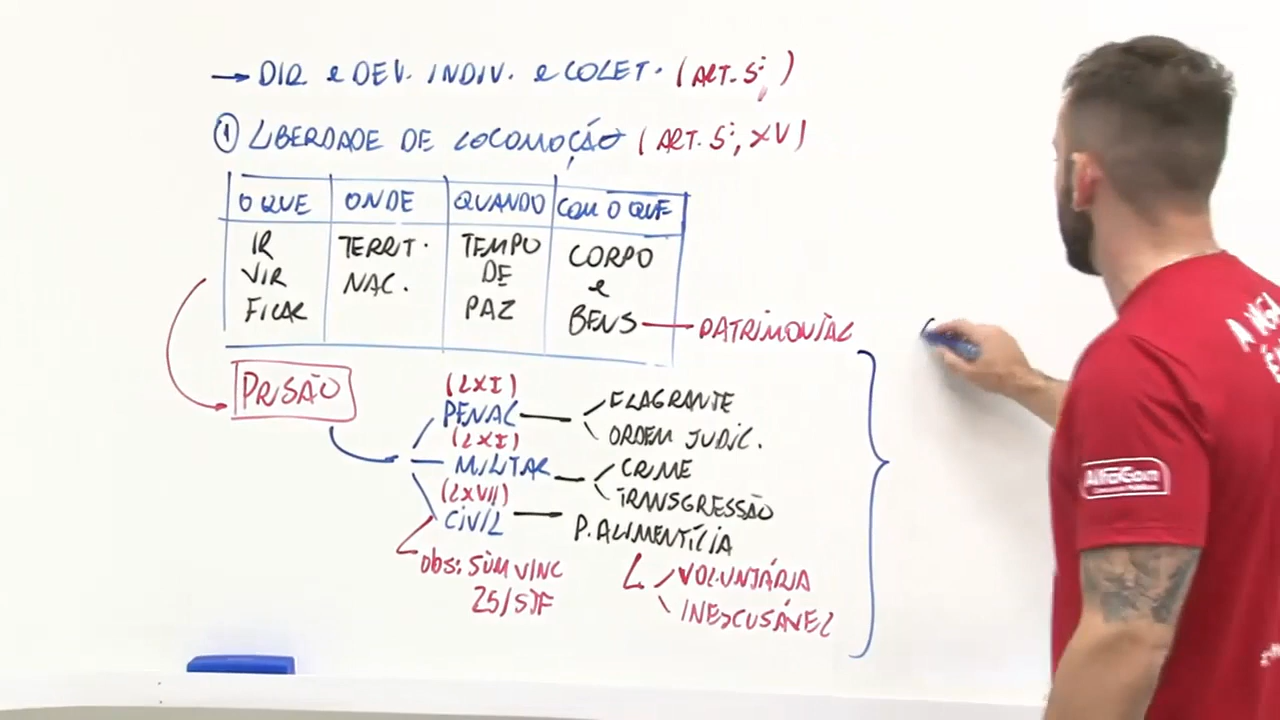 → DIR e DEV. INDIV. e COLET. (ART. 5º,)
① LIBERDADE DE LOCOMOÇÃO (ART. 5º, XV)
O QUE ONDE QUANDO COM O QUE
IR VIR FICAR
TERRIT. NAC.
TEMPO DE PAZ
CORPO e BENS — PATRIMONIAL
PRISÃO
(LXI)
PENAL — FLAGRANTE
ORDEM JUDIC.
(LXI)
MILITAR — CRIME
TRANSGRESSÃO
(LXVII)
CIVIL — P. ALIMENTÍCIA
obs: SÚM VINC
25/STF
VOLUNTÁRIA
INESCUSÁVEL
AlfaCon
A VAGA
É